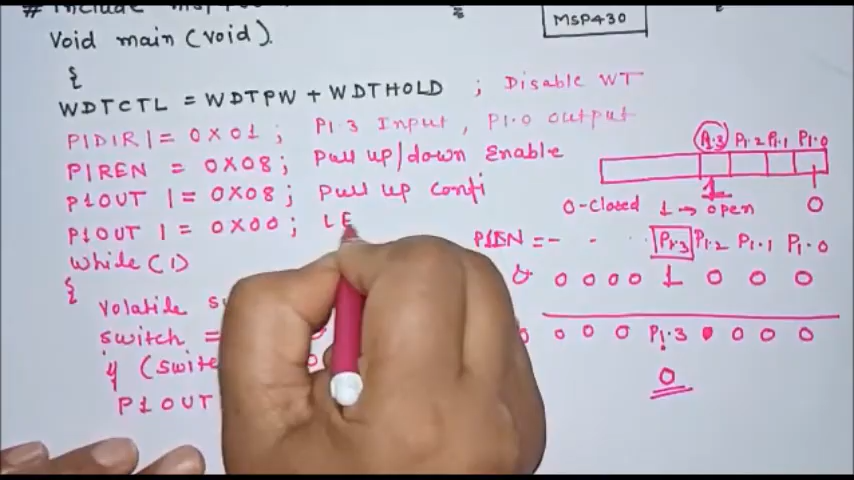 # include
MSP430
Void main (void).
{
WDTCTL = WDTPW + WDTHOLD ; Disable WT
P1DIR |= 0X01 ; P1.3 Input, P1.0 output
P1REN = 0X08 ; Pull up/down Enable
P1OUT |= 0X08 ; Pull up Confi
P1OUT |= 0X00 ; LE
While (1)
{
Volatile
switch =
if (switc
P1OUT
P1.3 P1.2 P1.1 P1.0
0-Closed 1 → open 0
P1IN = - - P1.3 P1.2 P1.1 P1.0
& 0 0 0 0 1 0 0 0
0 0 0 P1.3 0 0 0
0